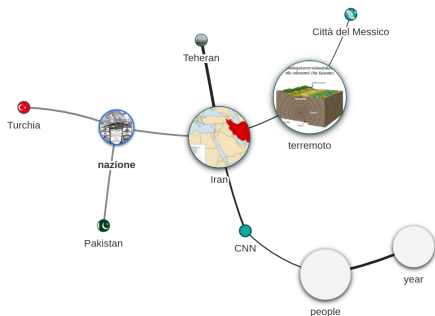 Città del Messico
Teheran
Turchia
terremoto
nazione
Iran
Pakistan
CNN
year
people